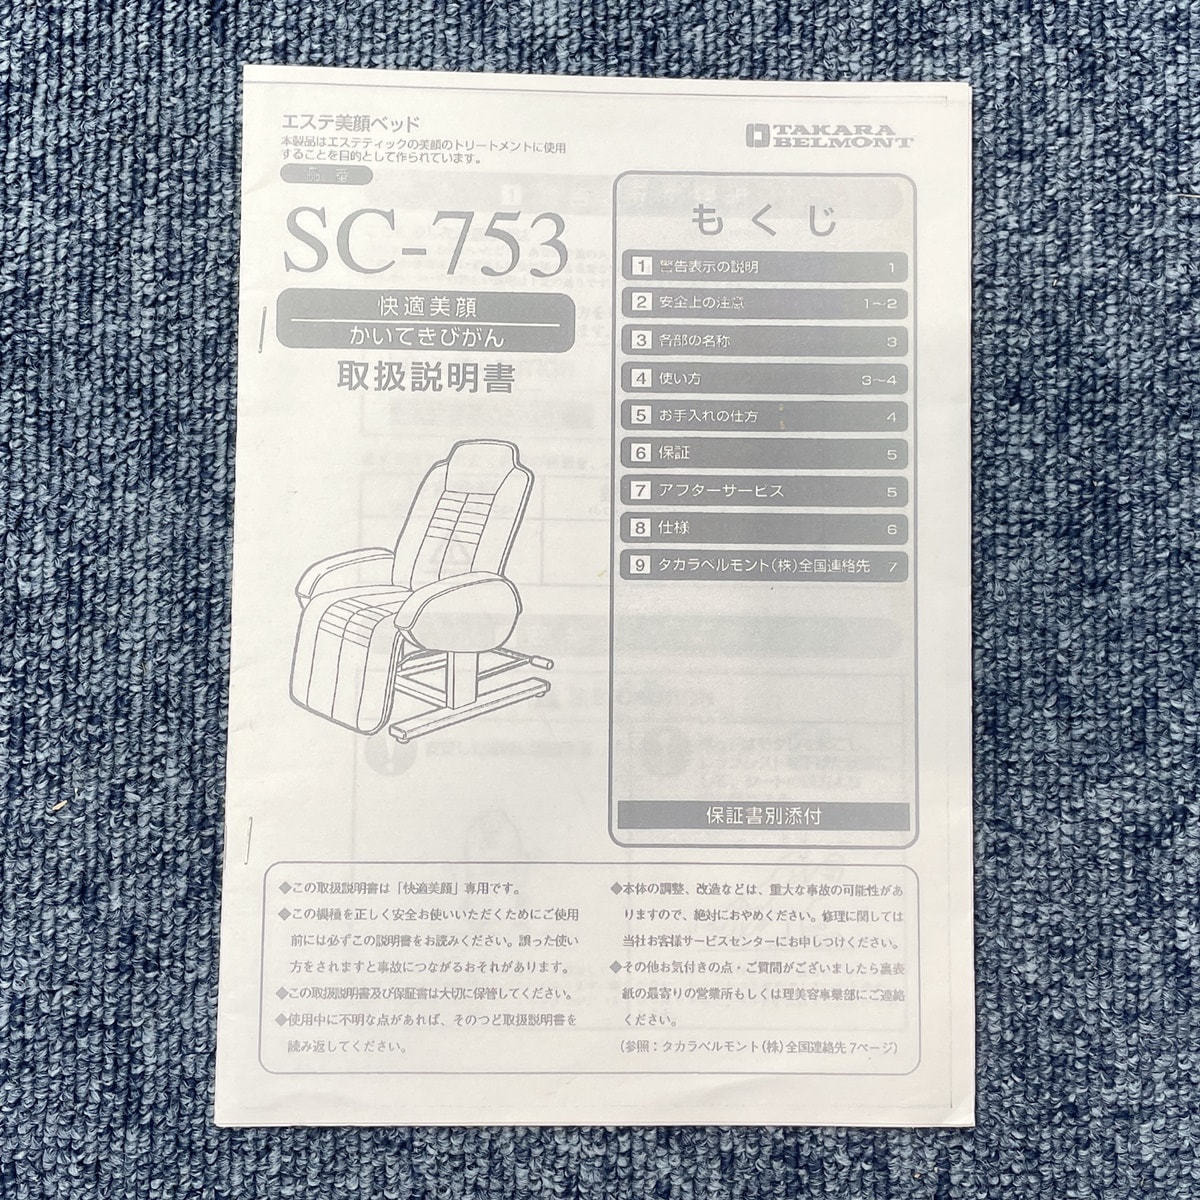 エステ美顔ベッド
本製品はエステティックの美顔のトリートメントに使用
することを目的として作られています。
品番
SC-753
快適美顔
かいてきびがん
取扱説明書
TAKARA
BELMONT
もくじ
1 警告表示の説明 1
2 安全上の注意 1〜2
3 各部の名称 3
4 使い方 3〜4
5 お手入れの仕方 4
6 保証 5
7 アフターサービス 5
8 仕様 6
9 タカラベルモント(株)全国連絡先 7
保証書別添付
◆この取扱説明書は「快適美顔」専用です。
◆この機種を正しく安全お使いいただくためにご使用
前には必ずこの説明書をお読みください。誤った使い
方をされますと事故につながるおそれがあります。
◆この取扱説明書及び保証書は大切に保管してください。
◆使用中に不明な点があれば、そのつど取扱説明書を
読み返してください。
◆本体の調整、改造などは、重大な事故の可能性があ
りますので、絶対におやめください。修理に関しては
当社お客様サービスセンターにお申しつけください。
◆その他お気付きの点・ご質問がございましたら裏表
紙の最寄りの営業所もしくは理美容事業部にご連絡
ください。
(参照：タカラベルモント(株)全国連絡先7ページ)